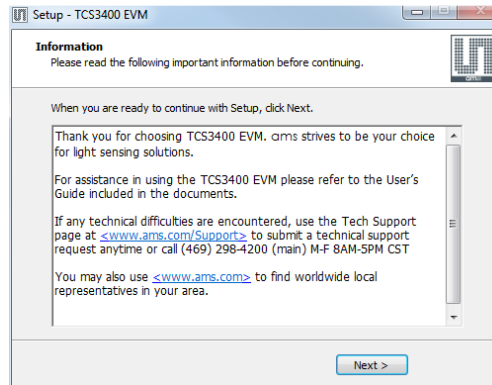 Setup - TCS3400 EVM
Information
Please read the following important information before continuing.
ams
When you are ready to continue with Setup, click Next.
Thank you for choosing TCS3400 EVM. ams strives to be your choice
for light sensing solutions.
For assistance in using the TCS3400 EVM please refer to the User's
Guide included in the documents.
If any technical difficulties are encountered, use the Tech Support
page at <www.ams.com/Support> to submit a technical support
request anytime or call (469) 298-4200 (main) M-F 8AM-5PM CST
You may also use <www.ams.com> to find worldwide local
representatives in your area.
Next >